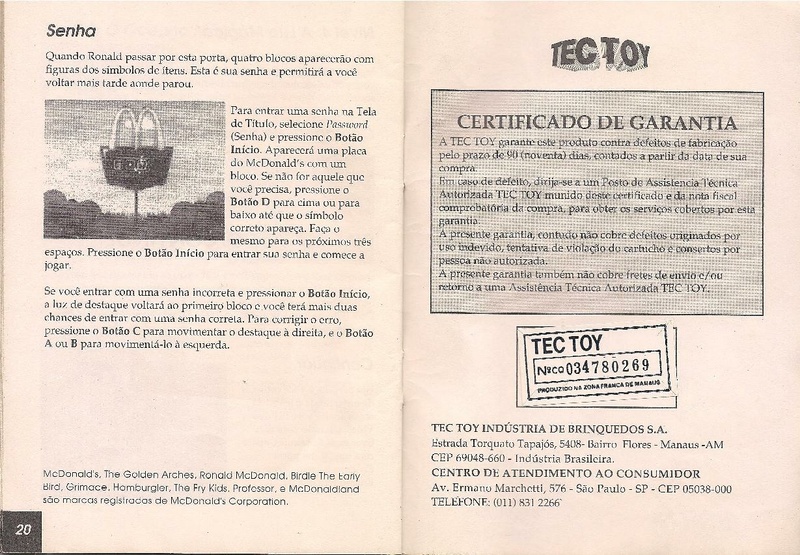 Senha
Quando Ronald passar por esta porta, quatro blocos aparecerão com
figuras dos símbolos de ítens. Esta é sua senha e permitirá a você
voltar mais tarde aonde parou.
Para entrar uma senha na Tela
de Título, selecione Password
(Senha) e pressione o Botão
Início. Aparecerá uma placa
do McDonald's com um
bloco. Se não for aquele que
você precisa, pressione o
Botão D para cima ou para
baixo até que o símbolo
correto apareça. Faça o
mesmo para os próximos três
espaços. Pressione o Botão Início para entrar sua senha e comece a
jogar.
Se você entrar com uma senha incorreta e pressionar o Botão Início,
a luz de destaque voltará ao primeiro bloco e você terá mais duas
chances de entrar com uma senha correta. Para corrigir o erro,
pressione o Botão C para movimentar o destaque à direita, e o Botão
A ou B para movimentá-lo à esquerda.
McDonald's, The Golden Arches, Ronald McDonald, Birdie The Early
Bird, Grimace, Hamburglar, The Fry Kids, Professor, e McDonaldland
são marcas registradas de McDonald's Corporation.
20
TEC TOY
CERTIFICADO DE GARANTIA
A TEC TOY garante este produto contra defeitos de fabricação
pelo prazo de 90 (noventa) dias, contados a partir da data de sua
compra.
Em caso de defeito, dirija-se a um Posto de Assistencia Técnica
Autorizada TEC TOY munido deste certificado e da nota fiscal
comprobatória da compra, para obter os serviços cobertos por esta
garantia.
A presente garantia, contudo não cobre defeitos originados por
uso indevido, tentativa de violação do cartucho e consertos por
pessoa não autorizada.
A presente garantia também não cobre fretes de envio e/ou
retorno a uma Assistência Técnica Autorizada TEC TOY.
TEC TOY
Nº CO 034780269
PRODUZIDO NA ZONA FRANCA DE MANAUS
TEC TOY INDÚSTRIA DE BRINQUEDOS S.A.
Estrada Torquato Tapajós, 5408- Bairro Flores - Manaus -AM
CEP 69048-660 - Indústria Brasileira.
CENTRO DE ATENDIMENTO AO CONSUMIDOR
Av. Ermano Marchetti, 576 - São Paulo - SP - CEP 05038-000
TELEFONE: (011) 831 2266